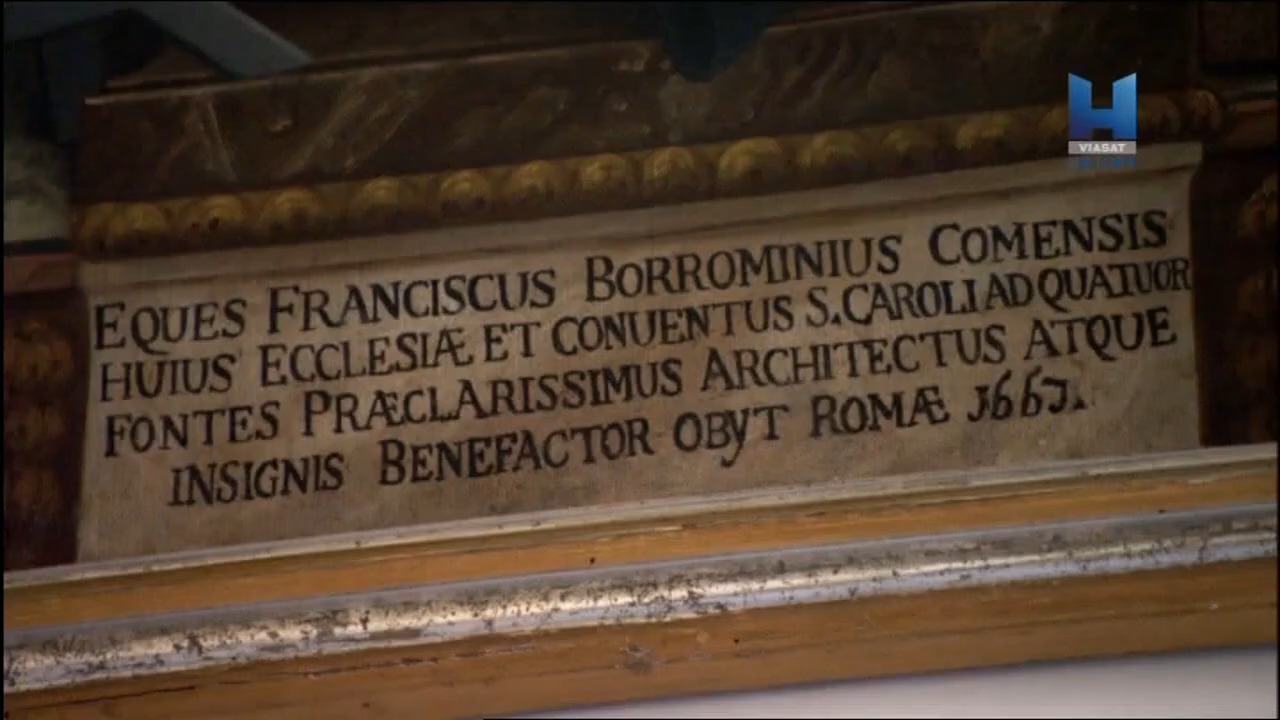 H
VIASAT
EQUES FRANCISCUS BORROMINIUS COMENSIS
HUIUS ECCLESIÆ ET CONUENTUS S. CAROLI AD QUATUOR
FONTES PRÆCLARISSIMUS ARCHITECTUS ATQUE
INSIGNIS BENEFACTOR OByT ROMÆ 1667.